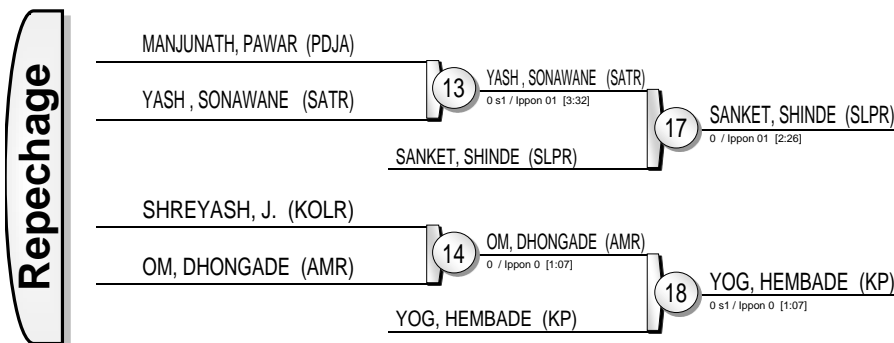 Repechage
MANJUNATH, PAWAR (PDJA)
YASH , SONAWANE (SATR)
13
YASH , SONAWANE (SATR)
0 s1 / Ippon 01 [3:32]
SANKET, SHINDE (SLPR)
17
SANKET, SHINDE (SLPR)
0 / Ippon 01 [2:26]
SHREYASH, J. (KOLR)
OM, DHONGADE (AMR)
14
OM, DHONGADE (AMR)
0 / Ippon 0 [1:07]
YOG, HEMBADE (KP)
18
YOG, HEMBADE (KP)
0 s1 / Ippon 0 [1:07]